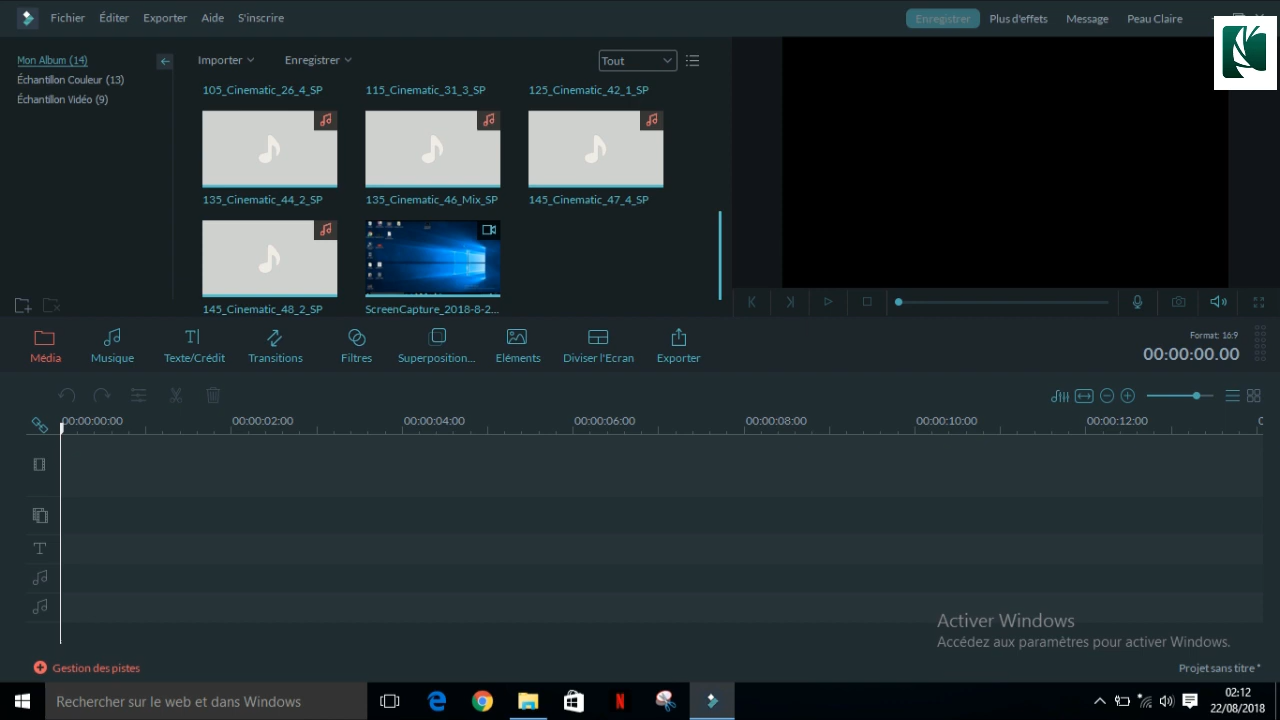 Fichier Éditer Exporter Aide S'inscrire Enregistrer Plus d'effets Message Peau Claire
Mon Album (14)
Échantillon Couleur (13)
Échantillon Vidéo (9)
Importer Enregistrer Tout
105_Cinematic_26_4_SP 115_Cinematic_31_3_SP 125_Cinematic_42_1_SP
135_Cinematic_44_2_SP 135_Cinematic_46_Mix_SP 145_Cinematic_47_4_SP
145_Cinematic_48_2_SP ScreenCapture_2018-8-2...
Média Musique Texte/Crédit Transitions Filtres Superposition... Eléments Diviser l'Ecran Exporter
Format: 16:9
00:00:00.00
00:00:00:00 00:00:02:00 00:00:04:00 00:00:06:00 00:00:08:00 00:00:10:00 00:00:12:00
Activer Windows
Accédez aux paramètres pour activer Windows.
Gestion des pistes Projet sans titre *
Rechercher sur le web et dans Windows
02:12
22/08/2018